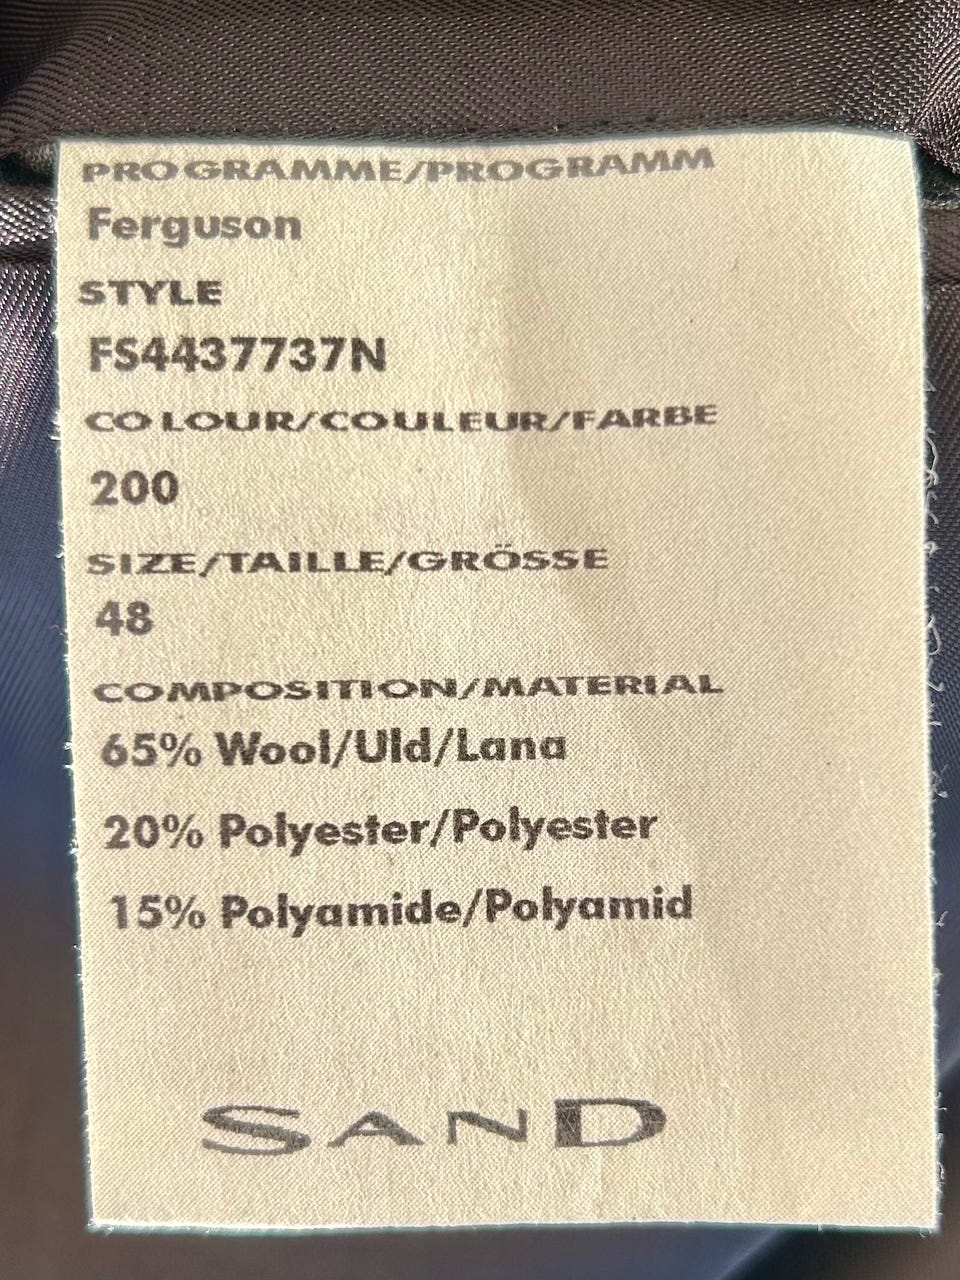 PROGRAMME/PROGRAMM
Ferguson
STYLE
FS4437737N
COLOUR/COULEUR/FARBE
200
SIZE/TAILLE/GRÖSSE
48
COMPOSITION/MATERIAL
65% Wool/Uld/Lana
20% Polyester/Polyester
15% Polyamide/Polyamid
SAND